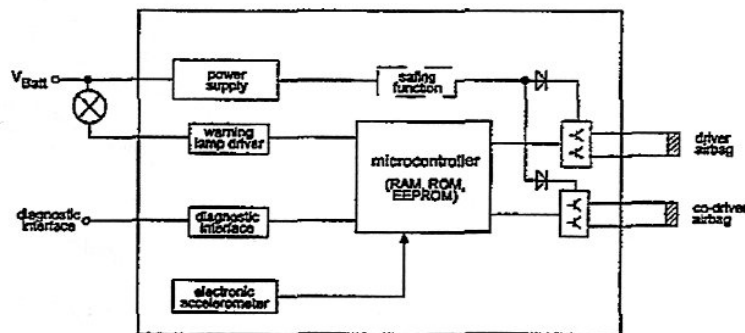 V Batt
power
supply
safing
function
warning
lamp driver
microcontroller
(RAM, ROM,
EEPROM)
driver
airbag
diagnostic
interface
diagnostic
interface
co-driver
airbag
electronic
accelerometer